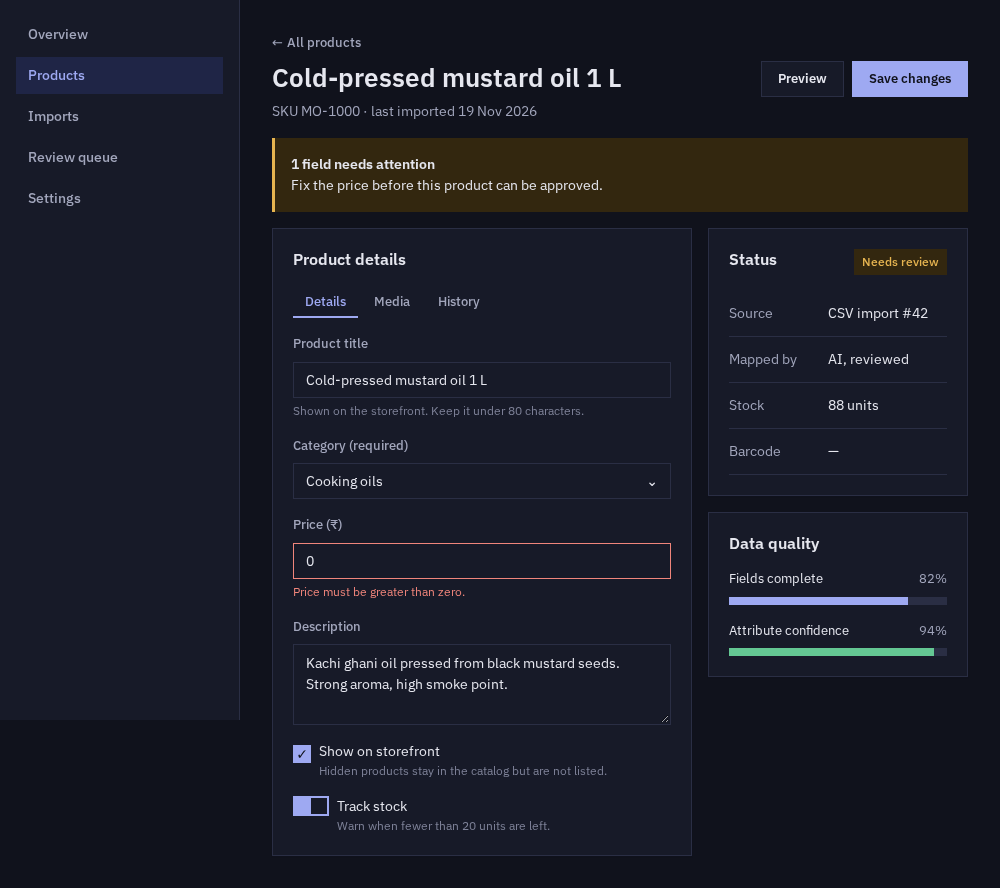 Overview
Products
Imports
Review queue
Settings
← All products
Cold-pressed mustard oil 1 L
Preview
Save changes
SKU MO-1000 · last imported 19 Nov 2026
1 field needs attention
Fix the price before this product can be approved.
Product details
Details Media History
Product title
Cold-pressed mustard oil 1 L
Shown on the storefront. Keep it under 80 characters.
Category (required)
Cooking oils
Price (₹)
0
Price must be greater than zero.
Description
Kachi ghani oil pressed from black mustard seeds.
Strong aroma, high smoke point.
Show on storefront
Hidden products stay in the catalog but are not listed.
Track stock
Warn when fewer than 20 units are left.
Status
Needs review
Source CSV import #42
Mapped by AI, reviewed
Stock 88 units
Barcode —
Data quality
Fields complete 82%
Attribute confidence 94%